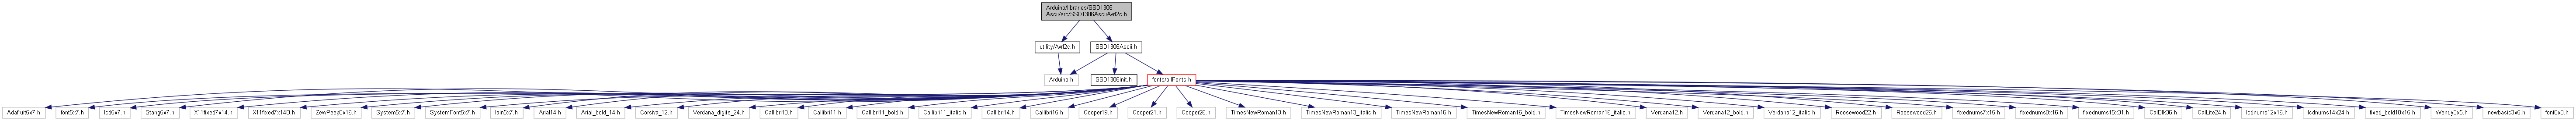 Arduino/libraries/SSD1306
Ascii/src/SSD1306AsciiAvrI2c.h
utility/AvrI2c.h
SSD1306Ascii.h
Arduino.h
SSD1306init.h
fonts/allFonts.h
Adafruit5x7.h
font5x7.h
lcd5x7.h
Stang5x7.h
X11fixed7x14.h
X11fixed7x14B.h
ZevvPeep8x16.h
System5x7.h
SystemFont5x7.h
Iain5x7.h
Arial14.h
Arial_bold_14.h
Corsiva_12.h
Verdana_digits_24.h
Callibri10.h
Callibri11.h
Callibri11_bold.h
Callibri11_italic.h
Callibri14.h
Callibri15.h
Cooper19.h
Cooper21.h
Cooper26.h
TimesNewRoman13.h
TimesNewRoman13_italic.h
TimesNewRoman16.h
TimesNewRoman16_bold.h
TimesNewRoman16_italic.h
Verdana12.h
Verdana12_bold.h
Verdana12_italic.h
Roosewood22.h
Roosewood26.h
fixednums7x15.h
fixednums8x16.h
fixednums15x31.h
CalBlk36.h
CalLite24.h
lcdnums12x16.h
lcdnums14x24.h
fixed_bold10x15.h
Wendy3x5.h
newbasic3x5.h
font8x8.h